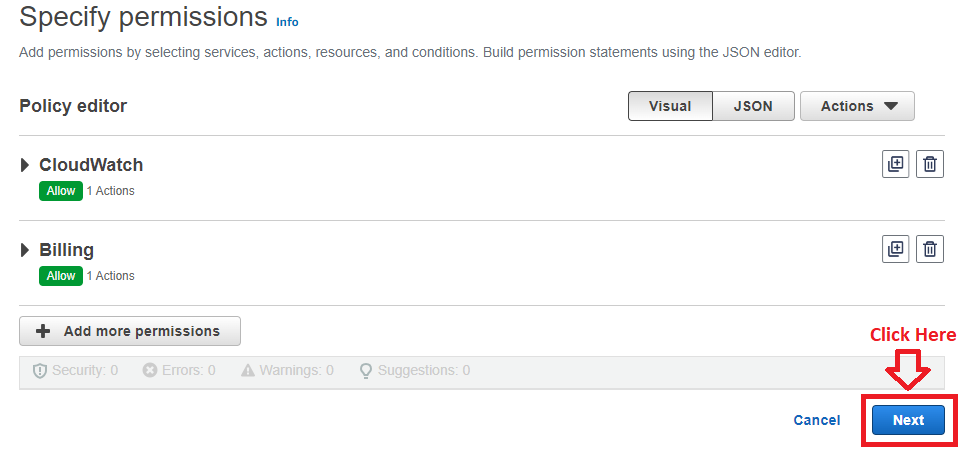 Specify permissions Info
Add permissions by selecting services, actions, resources, and conditions. Build permission statements using the JSON editor.
Policy editor
Visual JSON Actions
CloudWatch
Allow 1 Actions
Billing
Allow 1 Actions
Add more permissions
Click Here
Security: 0 Errors: 0 Warnings: 0 Suggestions: 0
Cancel Next